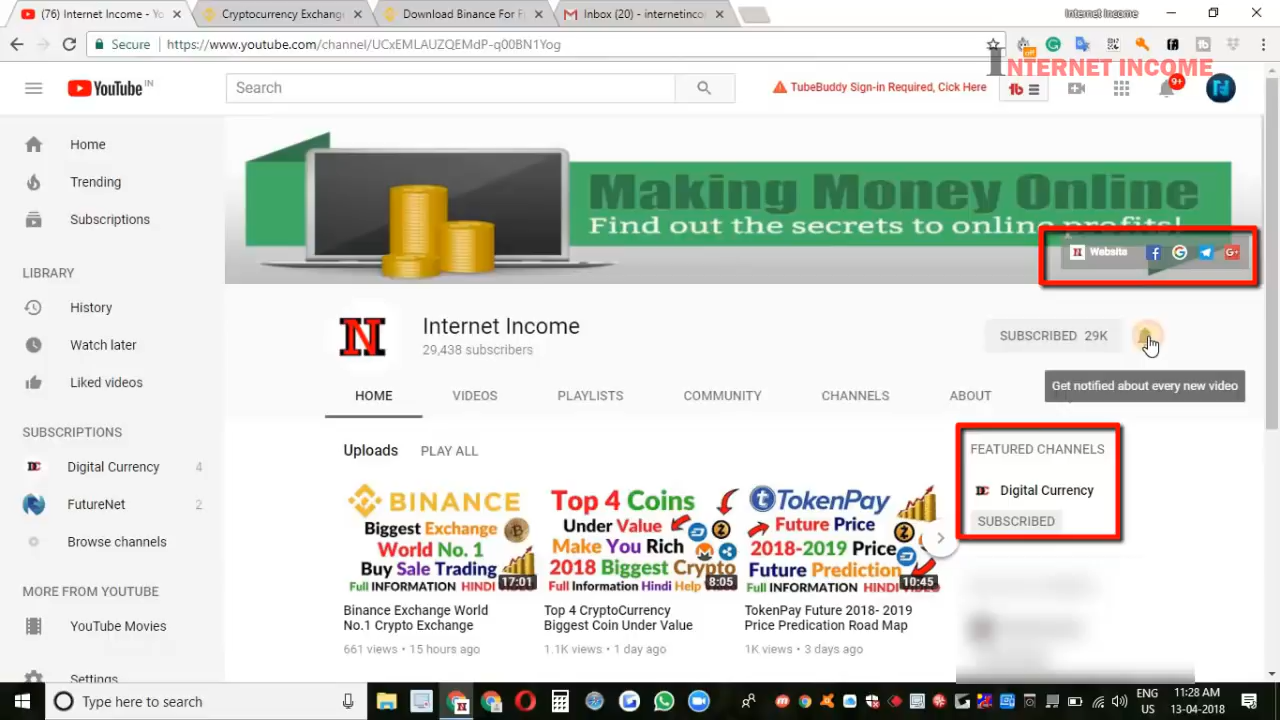 (76) Internet Income - Yo
Cryptocurrency Exchang
Download Binance For F
Inbox (20) - internetinco
Internet Income
Secure
https://www.youtube.com/channel/UCxEMLAUZQEMdP-q00BN1Yog
off
INTERNET INCOME
YouTube IN
Search
TubeBuddy Sign-in Required, Cick Here
tb
9+
Home
Trending
Subscriptions
LIBRARY
History
Watch later
Liked videos
SUBSCRIPTIONS
Digital Currency 4
FutureNet 2
Browse channels
MORE FROM YOUTUBE
YouTube Movies
Settings
Making Money Online
Find out the secrets to online profits!
Website
N
Internet Income
29,438 subscribers
SUBSCRIBED 29K
Get notified about every new video
HOME VIDEOS PLAYLISTS COMMUNITY CHANNELS ABOUT
Uploads PLAY ALL
BINANCE
Biggest Exchange
World No. 1
Buy Sale Trading
Full INFORMATION HINDI
17:01
Binance Exchange World
No.1 Crypto Exchange
661 views • 15 hours ago
Top 4 Coins
Under Value
Make You Rich
2018 Biggest Crypto
Full Information Hindi Help
8:05
Top 4 CryptoCurrency
Biggest Coin Under Value
1.1K views • 1 day ago
TokenPay
Future Price
2018-2019 Price
Future Prediction
Full INFORMATION HINDI
10:45
TokenPay Future 2018- 2019
Price Predication Road Map
1K views • 3 days ago
FEATURED CHANNELS
DC Digital Currency
SUBSCRIBED
Type here to search
ENG
US
11:28 AM
13-04-2018